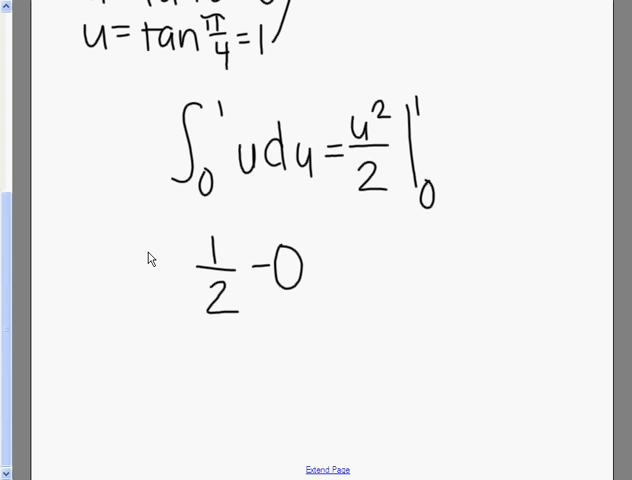 u = tan π/4 = 1
∫₀¹ u du = u²/2 |₀¹
1/2 - 0
Extend Page